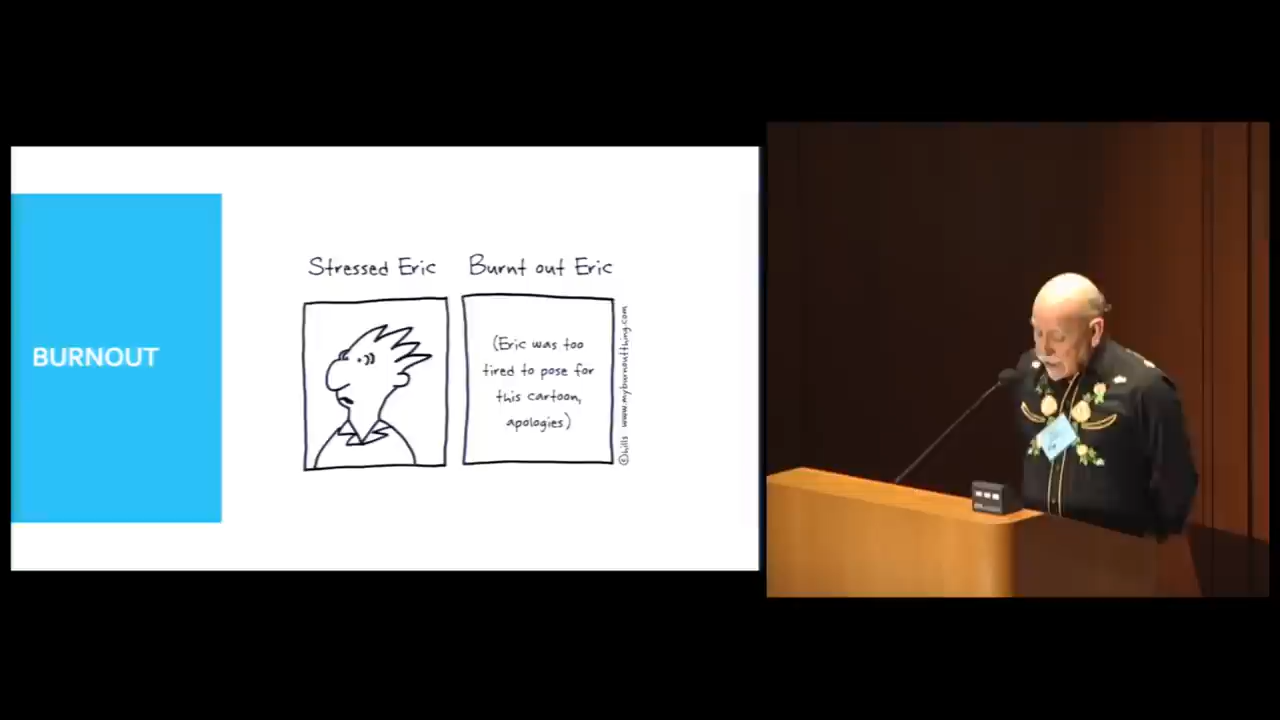 BURNOUT
Stressed Eric
Burnt out Eric
(Eric was too
tired to pose for
this cartoon,
apologies)
©hills www.myburnoutthing.com